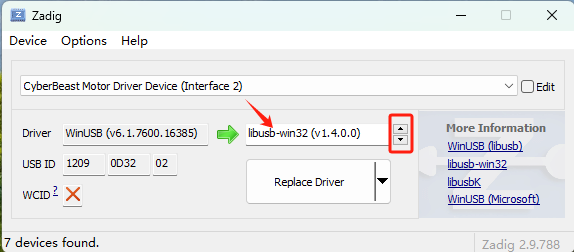 Zadig
Device Options Help
CyberBeast Motor Driver Device (Interface 2)
Edit
Driver WinUSB (v6.1.7600.16385) libusb-win32 (v1.4.0.0)
More Information
WinUSB (libusb)
USB ID 1209 0D32 02
libusb-win32
libusbK
WCID ? Replace Driver
WinUSB (Microsoft)
7 devices found.
Zadig 2.9.788